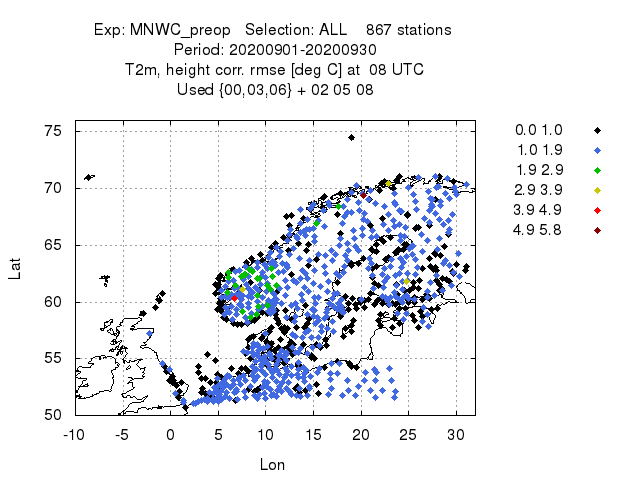 Exp: MNWC_preop   Selection: ALL    867 stations
Period: 20200901-20200930
T2m, height corr. rmse [deg C] at  08 UTC
Used {00,03,06} + 02 05 08
0.0 1.0
1.0 1.9
1.9 2.9
2.9 3.9
3.9 4.9
4.9 5.8
75
70
65
60
55
50
Lat
-10 -5 0 5 10 15 20 25 30
Lon